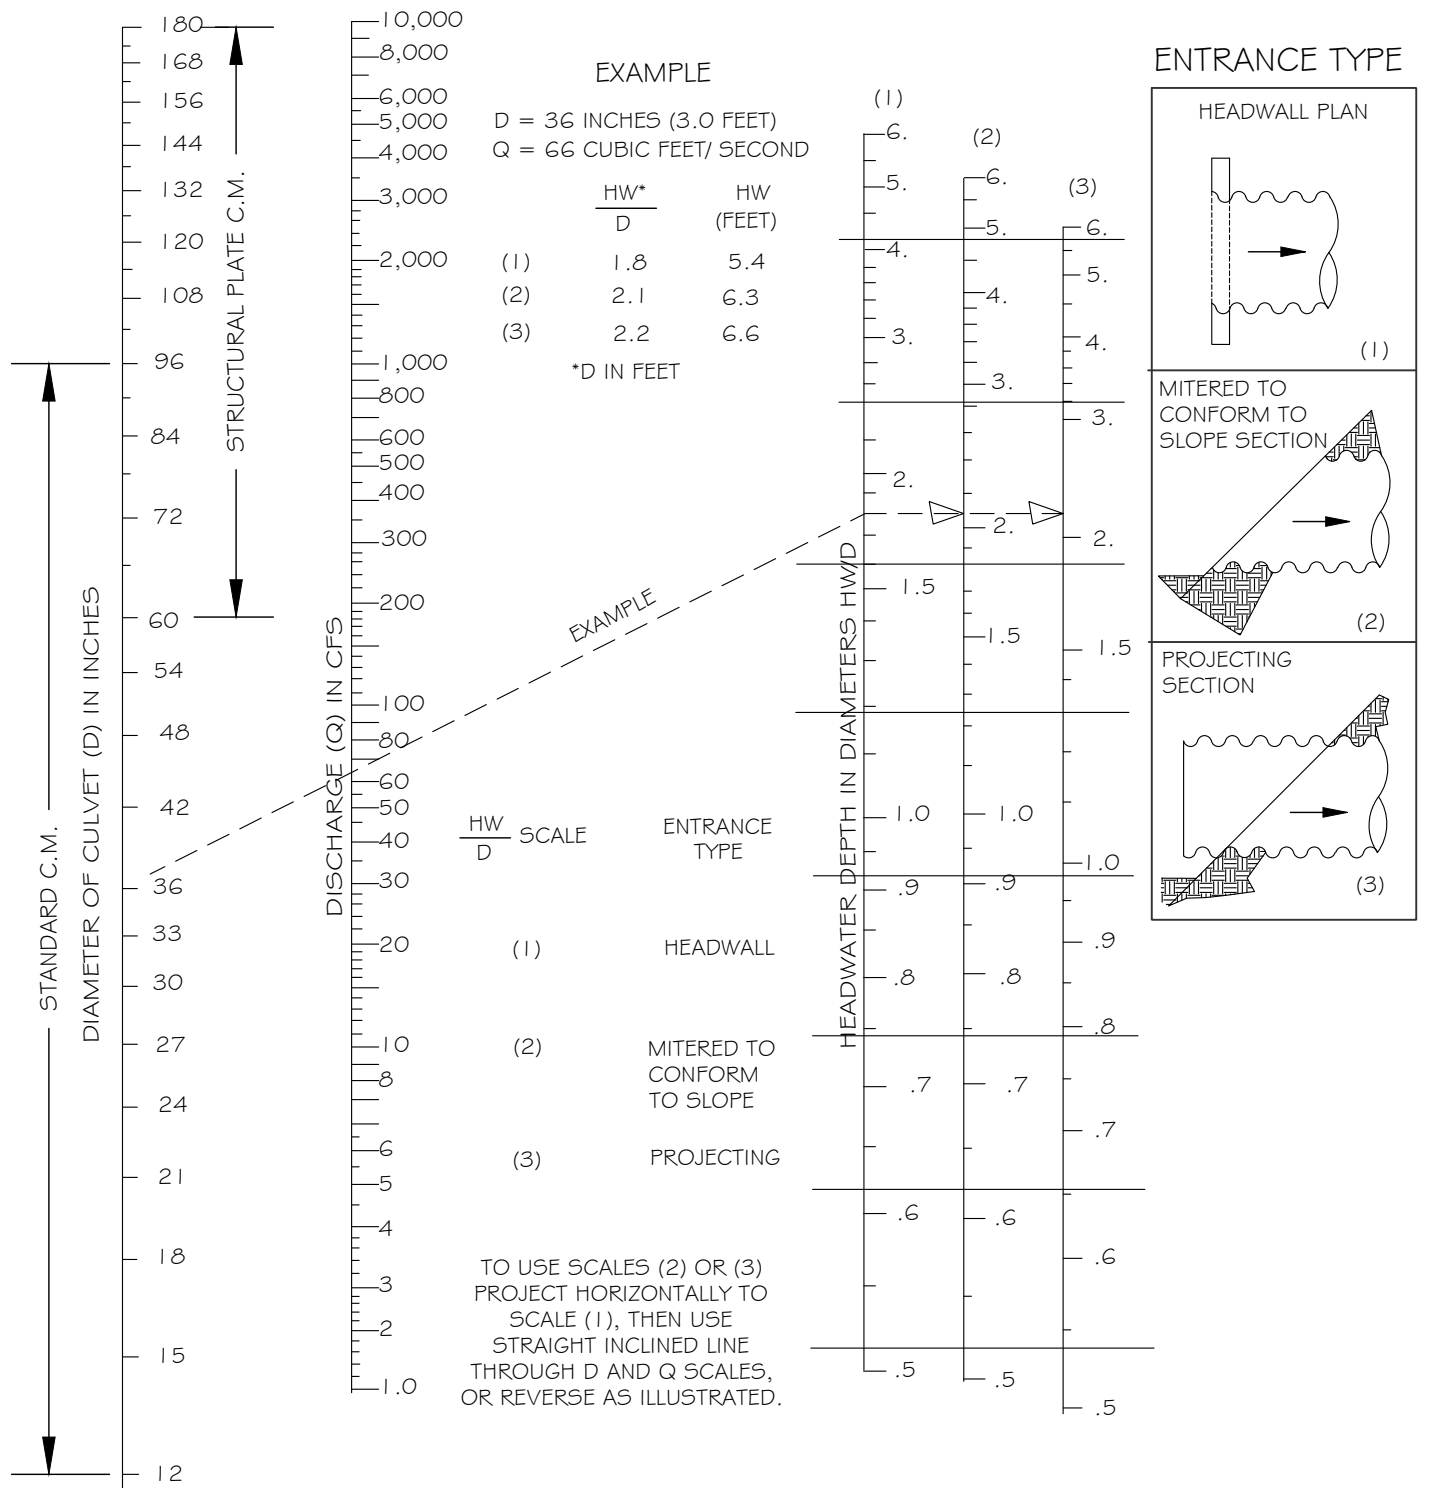 180
168
156
144
132
120
108
96
84
72
60
54
48
42
36
33
30
27
24
21
18
15
12
STANDARD C.M.
DIAMETER OF CULVET (D) IN INCHES
STRUCTURAL PLATE C.M.
10,000
8,000
6,000
5,000
4,000
3,000
2,000
1,000
800
600
500
400
300
200
100
80
60
50
40
30
20
10
8
6
5
4
3
2
1.0
DISCHARGE (Q) IN CFS
EXAMPLE
D = 36 INCHES (3.0 FEET)
Q = 66 CUBIC FEET/ SECOND
HW* HW
D (FEET)
(1) 1.8 5.4
(2) 2.1 6.3
(3) 2.2 6.6
*D IN FEET
EXAMPLE
HW SCALE ENTRANCE
D TYPE
(1) HEADWALL
(2) MITERED TO
CONFORM
TO SLOPE
(3) PROJECTING
TO USE SCALES (2) OR (3)
PROJECT HORIZONTALLY TO
SCALE (1), THEN USE
STRAIGHT INCLINED LINE
THROUGH D AND Q SCALES,
OR REVERSE AS ILLUSTRATED.
HEADWATER DEPTH IN DIAMETERS HW/D
(1)
6.
5.
4.
3.
2.
1.5
1.0
.9
.8
.7
.6
.5
(2)
6.
5.
4.
3.
2.
1.5
1.0
.9
.8
.7
.6
.5
(3)
6.
5.
4.
3.
2.
1.5
1.0
.9
.8
.7
.6
.5
ENTRANCE TYPE
HEADWALL PLAN
(1)
MITERED TO
CONFORM TO
SLOPE SECTION
(2)
PROJECTING
SECTION
(3)